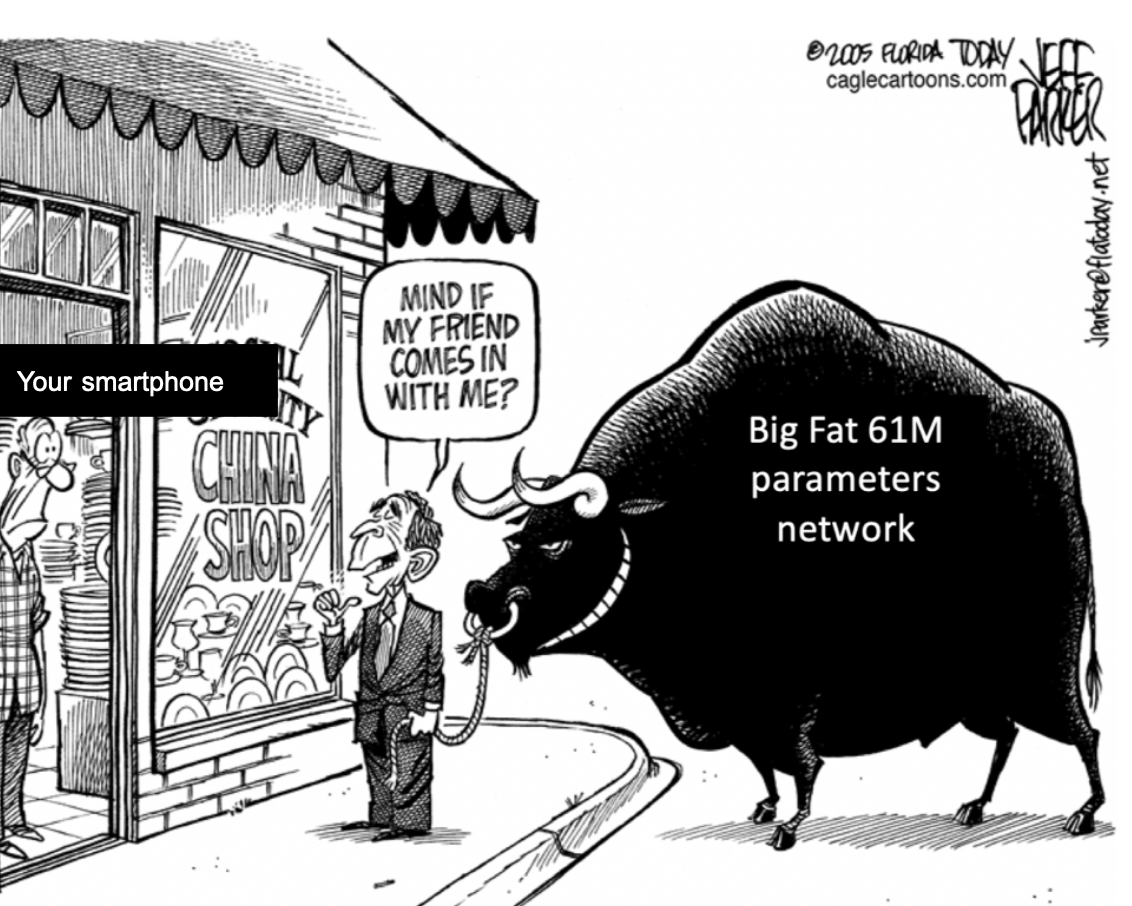 ©2005 FLORIDA TODAY
caglecartoons.com
JEFF
PARKER
jparker@flatoday.net
MIND IF
MY FRIEND
COMES IN
WITH ME?
Your smartphone
CHINA
SHOP
Big Fat 61M
parameters
network